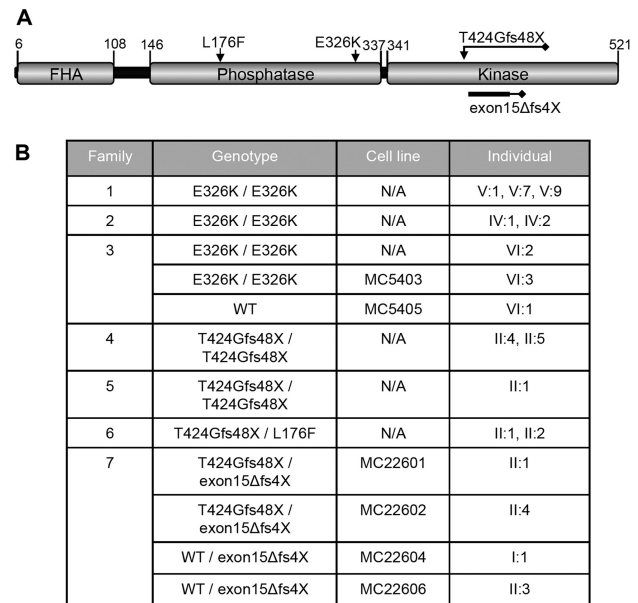 A
6 108 146 L176F E326K 337 341 T424Gfs48X 521
FHA Phosphatase Kinase
exon15Δfs4X
B
Family Genotype Cell line Individual
1 E326K / E326K N/A V:1, V:7, V:9
2 E326K / E326K N/A IV:1, IV:2
3 E326K / E326K N/A VI:2
E326K / E326K MC5403 VI:3
WT MC5405 VI:1
4 T424Gfs48X / T424Gfs48X N/A II:4, II:5
5 T424Gfs48X / T424Gfs48X N/A II:1
6 T424Gfs48X / L176F N/A II:1, II:2
7 T424Gfs48X / exon15Δfs4X MC22601 II:1
T424Gfs48X / exon15Δfs4X MC22602 II:4
WT / exon15Δfs4X MC22604 I:1
WT / exon15Δfs4X MC22606 II:3